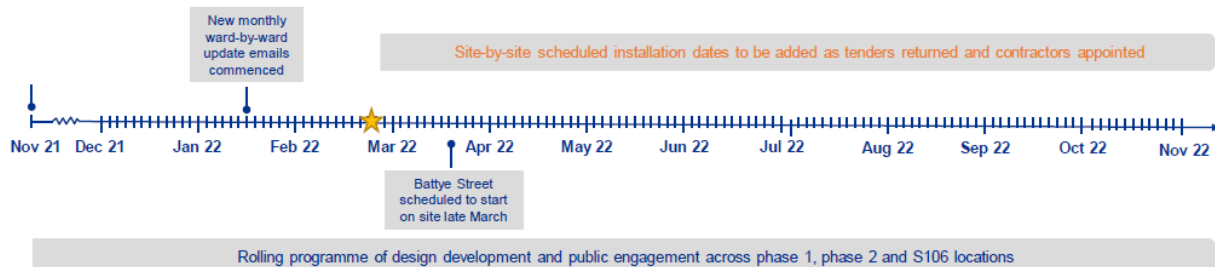 New monthly
ward-by-ward
update emails
commenced
Site-by-site scheduled installation dates to be added as tenders returned and contractors appointed
Nov 21 Dec 21 Jan 22 Feb 22 Mar 22 Apr 22 May 22 Jun 22 Jul 22 Aug 22 Sep 22 Oct 22 Nov 22
Battye Street
scheduled to start
on site late March
Rolling programme of design development and public engagement across phase 1, phase 2 and S106 locations